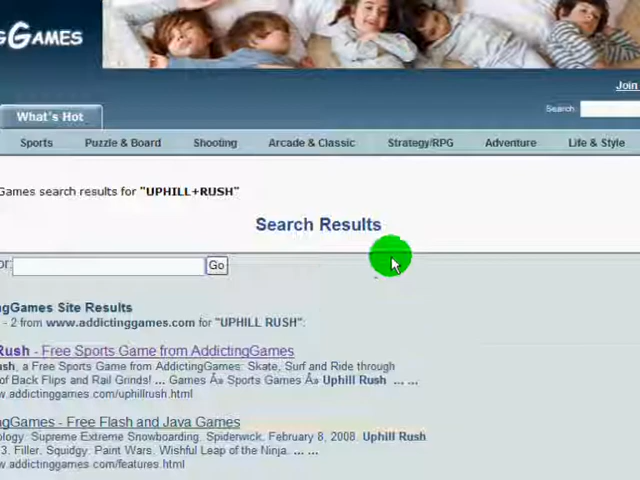 GGAMES
Join
What's Hot
Search
Sports Puzzle & Board Shooting Arcade & Classic Strategy/RPG Adventure Life & Style
Games search results for "UPHILL+RUSH"
Search Results
or: Go
ngGames Site Results
- 2 from www.addictinggames.com for "UPHILL RUSH":
Rush - Free Sports Game from AddictingGames
ush, a Free Sports Game from AddictingGames: Skate, Surf and Ride through
of Back Flips and Rail Grinds! ... Games Â» Sports Games Â» Uphill Rush ... ...
w.addictinggames.com/uphillrush.html
ngGames - Free Flash and Java Games
ology. Supreme Extreme Snowboarding. Spiderwick. February 8, 2008. Uphill Rush
3. Filler. Squidgy. Paint Wars. Wishful Leap of the Ninja. ... ...
w.addictinggames.com/features.html